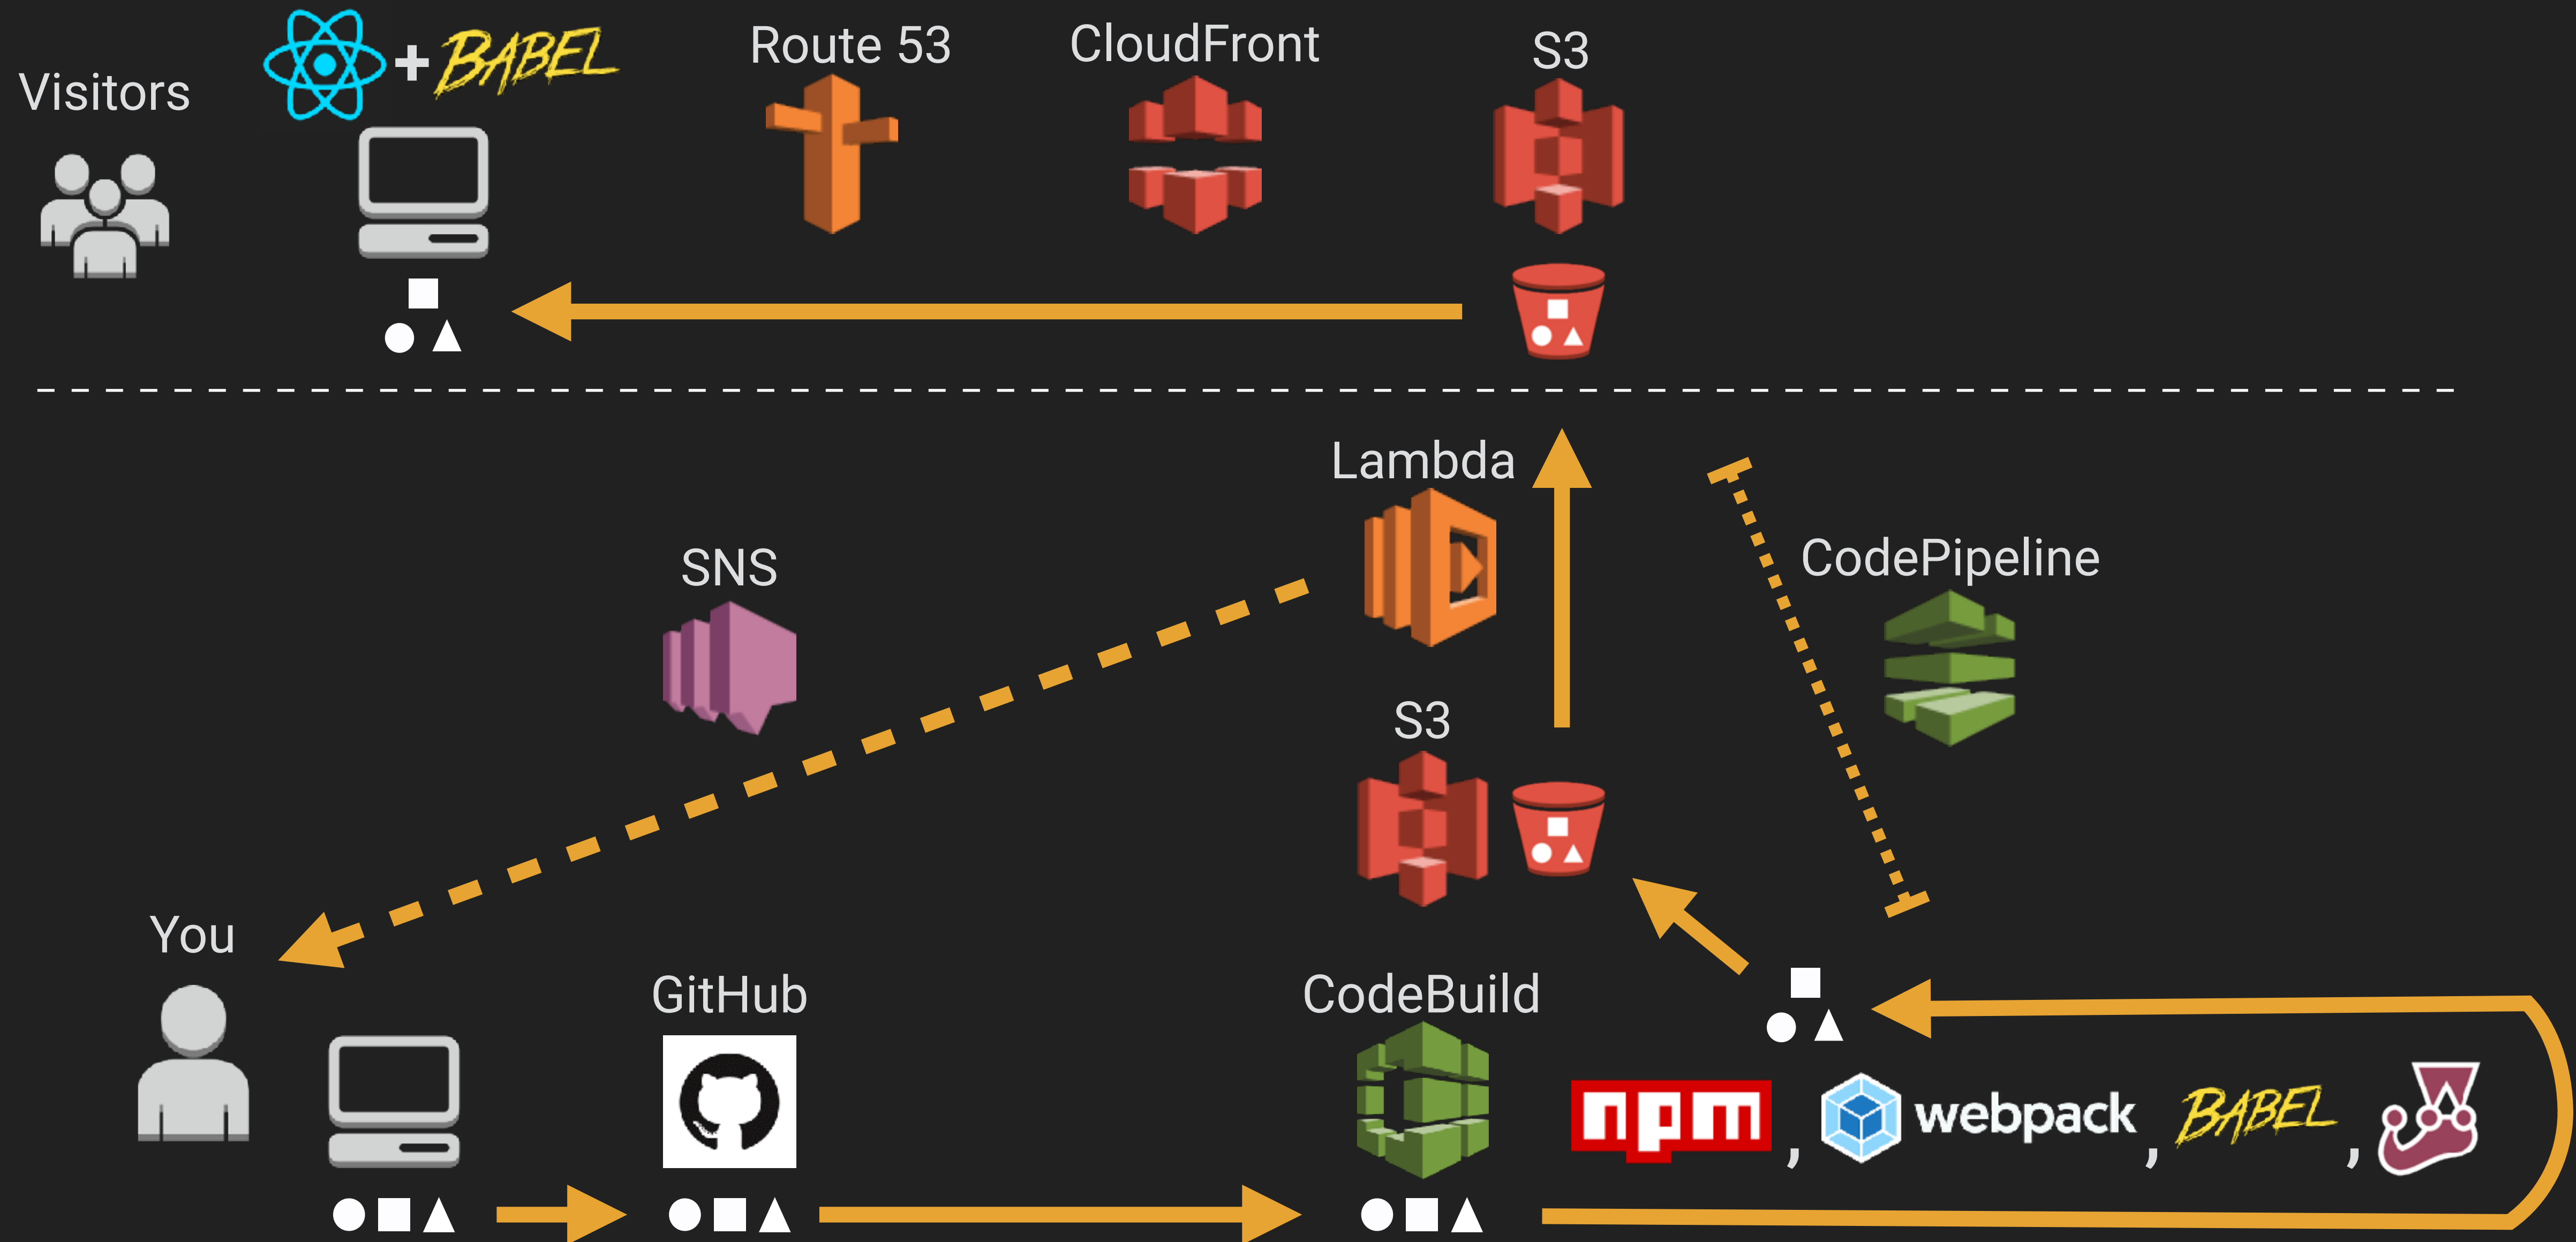 Visitors
+ BABEL
Route 53
CloudFront
S3
Lambda
SNS
CodePipeline
S3
You
GitHub
CodeBuild
npm, webpack, BABEL,